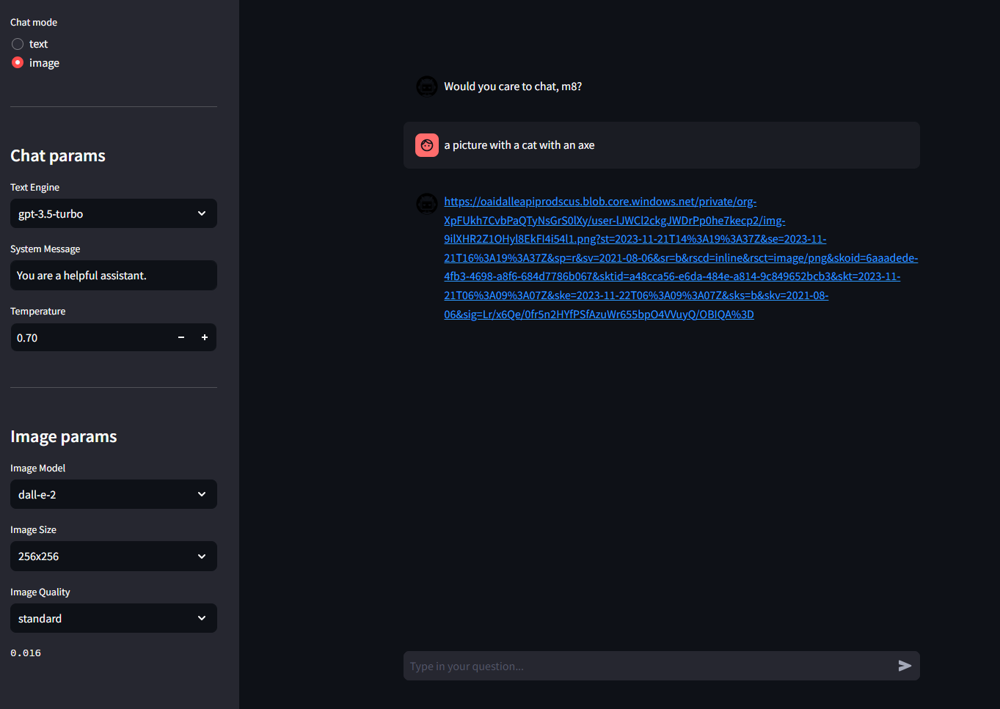 Chat mode
text
image
Chat params
Text Engine
gpt-3.5-turbo
System Message
You are a helpful assistant.
Temperature
0.70
Image params
Image Model
dall-e-2
Image Size
256x256
Image Quality
standard
0.016
Would you care to chat, m8?
a picture with a cat with an axe
https://oaidalleapiprodscus.blob.core.windows.net/private/org-
XpFUkh7CvbPaQTyNsGrS0lXy/user-lJWCl2ckgJWDrPp0he7kecp2/img-
9ilXHR2Z1OHyl8EkFI4i54l1.png?st=2023-11-21T14%3A19%3A37Z&se=2023-11-
21T16%3A19%3A37Z&sp=r&sv=2021-08-06&sr=b&rscd=inline&rsct=image/png&skoid=6aaadede-
4fb3-4698-a8f6-684d7786b067&sktid=a48cca56-e6da-484e-a814-9c849652bcb3&skt=2023-11-
21T06%3A09%3A07Z&ske=2023-11-22T06%3A09%3A07Z&sks=b&skv=2021-08-
06&sig=Lr/x6Qe/0fr5n2HYfPSfAzuWr655bpO4VVuyQ/OBIQA%3D
Type in your question...